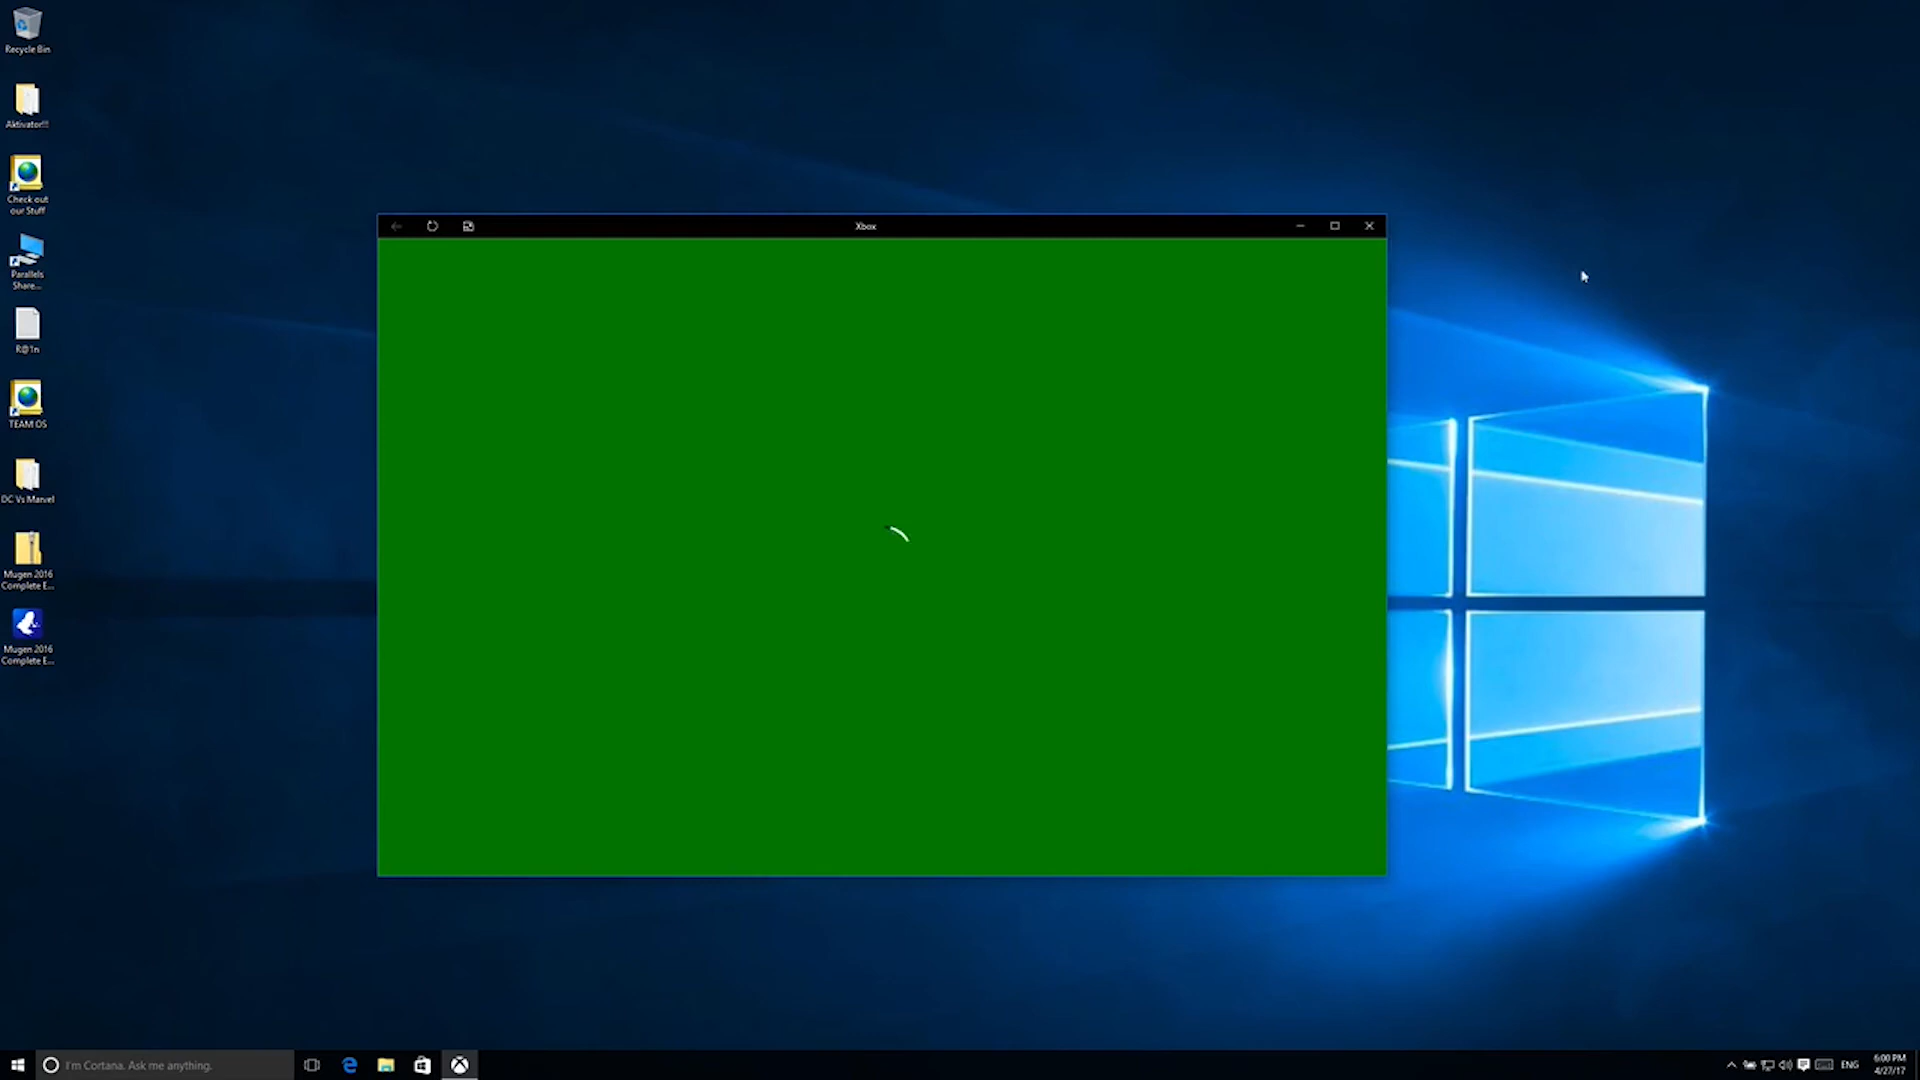 Recycle Bin
Aktivator!!!
Check out
our Stuff
Parallels
Share...
R@1n
TEAM OS
DC Vs Marvel
Mugen 2016
Complete E...
Mugen 2016
Complete E...
Xbox
I'm Cortana. Ask me anything.
ENG
6:00 PM
4/27/17